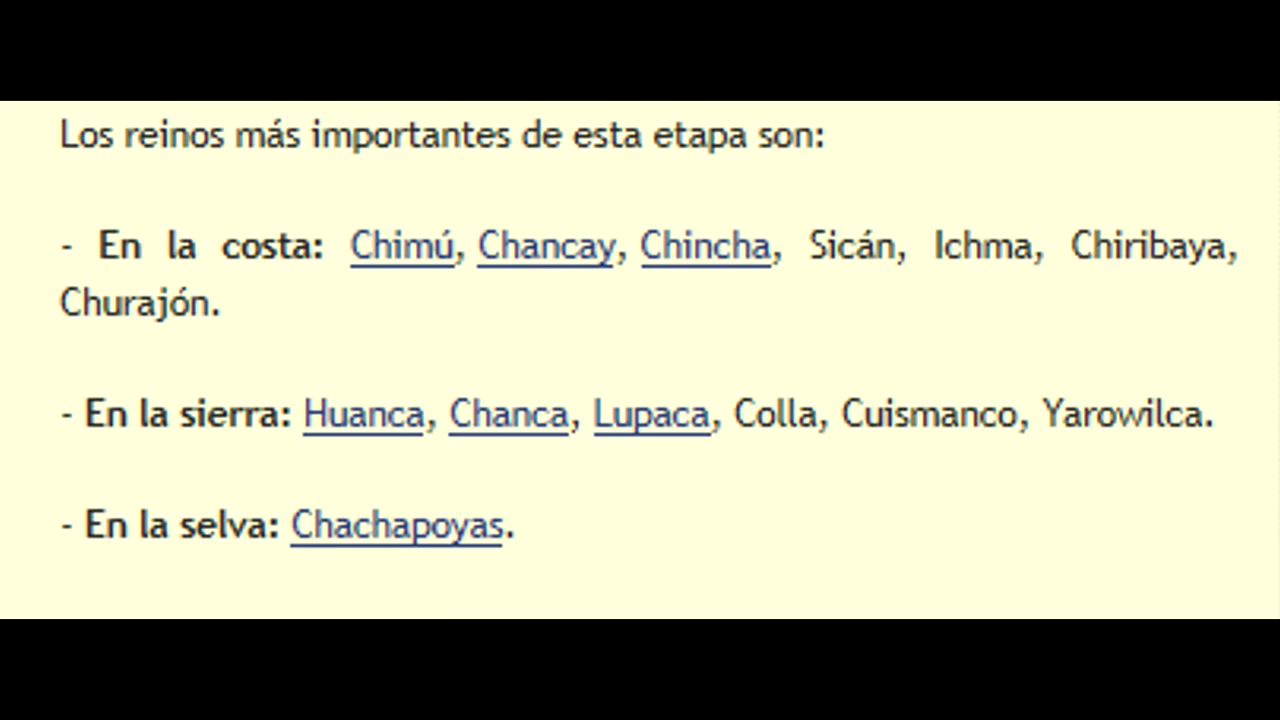 Los reinos más importantes de esta etapa son:
- En la costa: Chimú, Chancay, Chincha, Sicán, Ichma, Chiribaya,
Churajón.
- En la sierra: Huanca, Chanca, Lupaca, Colla, Cuismanco, Yarowilca.
- En la selva: Chachapoyas.